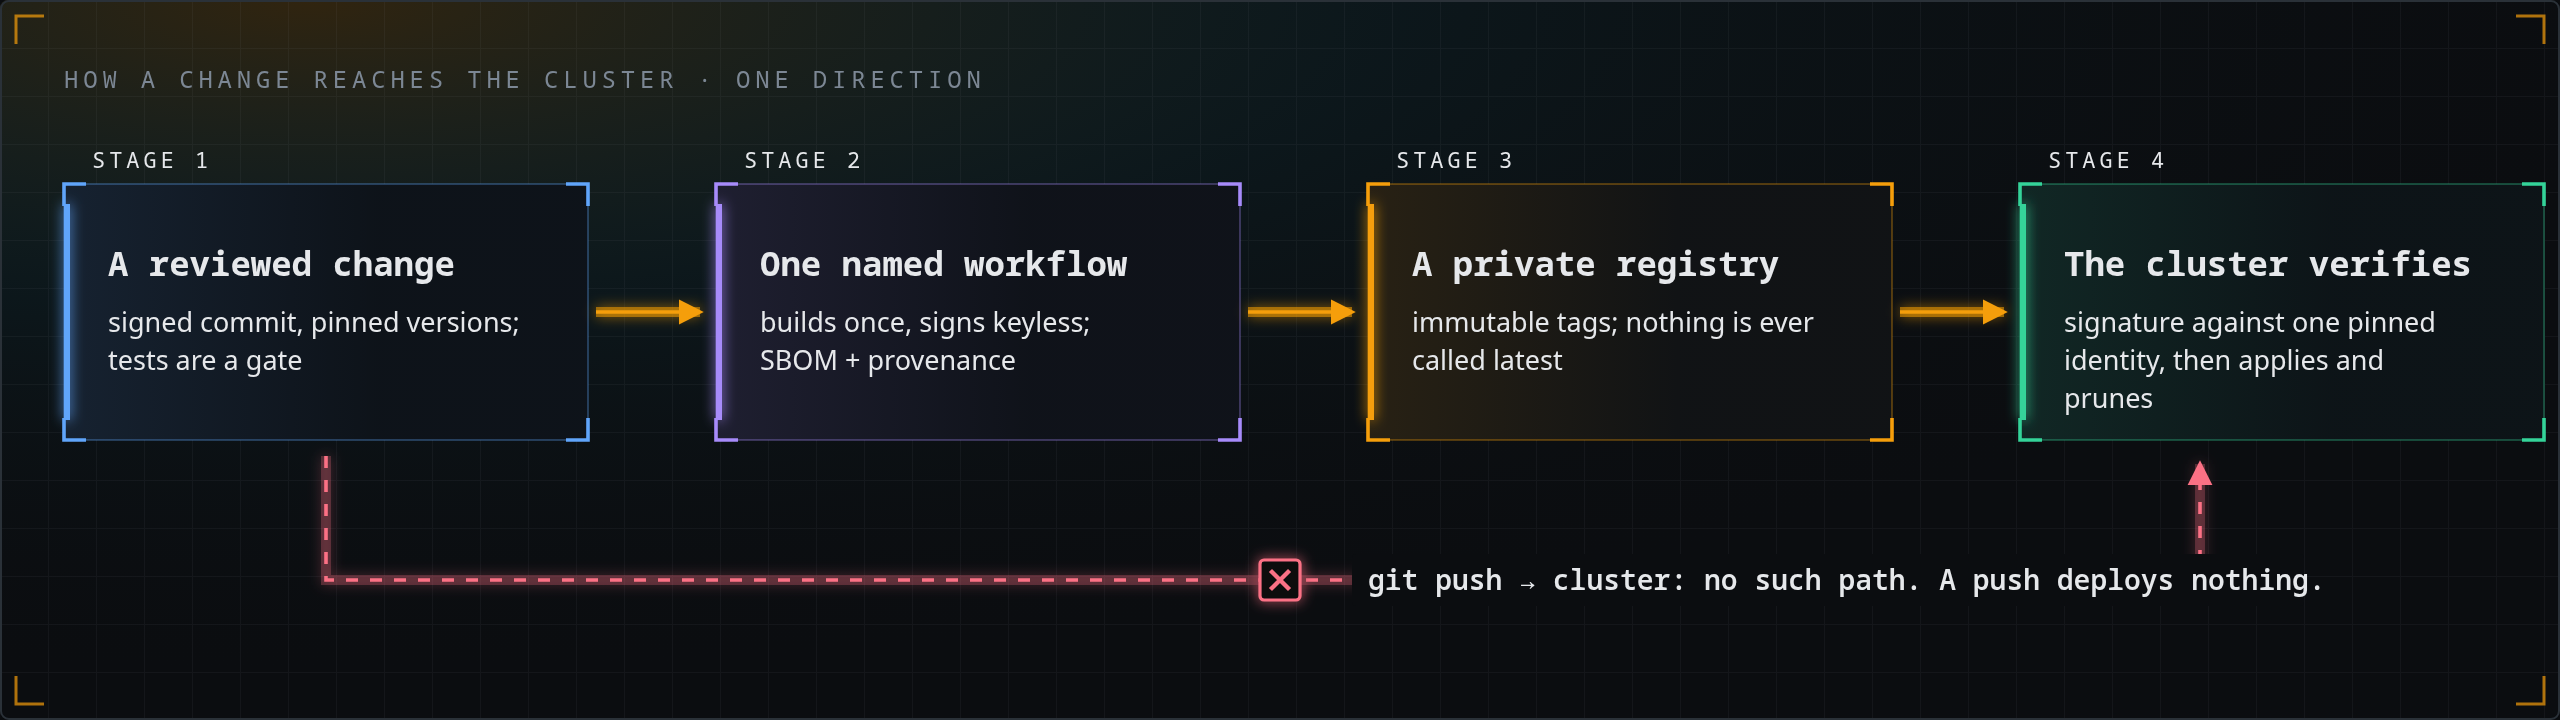 HOW A CHANGE REACHES THE CLUSTER · ONE DIRECTION
STAGE 1
A reviewed change
signed commit, pinned versions;
tests are a gate
STAGE 2
One named workflow
builds once, signs keyless;
SBOM + provenance
STAGE 3
A private registry
immutable tags; nothing is ever
called latest
STAGE 4
The cluster verifies
signature against one pinned
identity, then applies and
prunes
git push → cluster: no such path. A push deploys nothing.